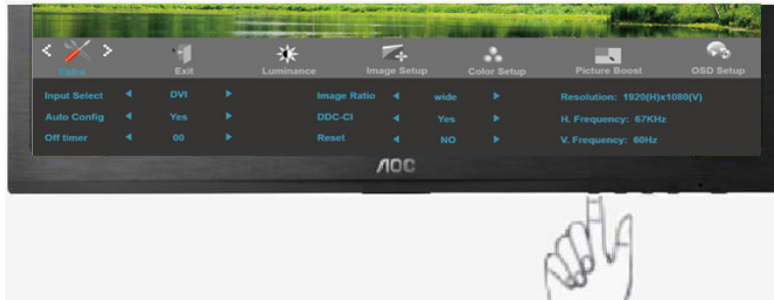 Extra Exit Luminance Image Setup Color Setup Picture Boost OSD Setup
Input Select DVI Image Ratio wide Resolution: 1920(H)x1080(V)
Auto Config Yes DDC-CI Yes H. Frequency: 67KHz
Off timer 00 Reset NO V. Frequency: 60Hz
AOC